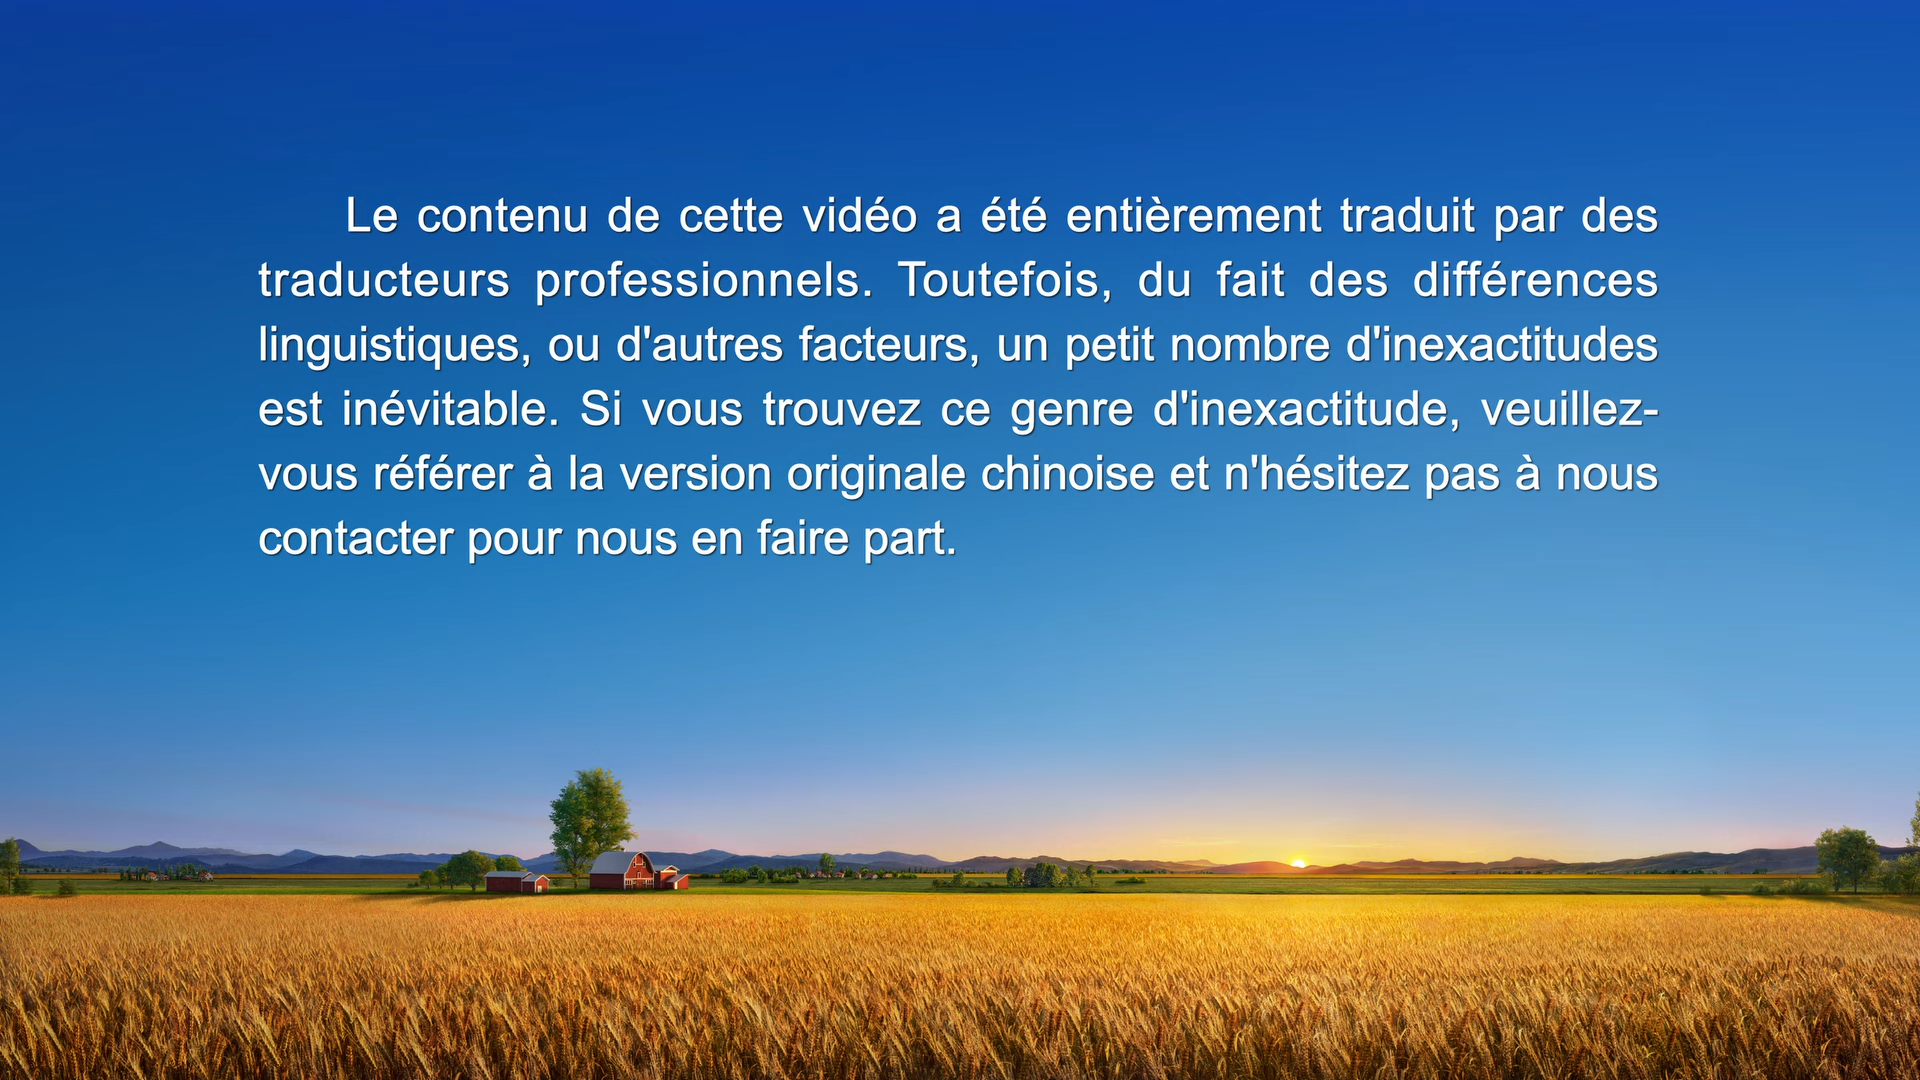 Le contenu de cette vidéo a été entièrement traduit par des
traducteurs professionnels. Toutefois, du fait des différences
linguistiques, ou d'autres facteurs, un petit nombre d'inexactitudes
est inévitable. Si vous trouvez ce genre d'inexactitude, veuillez-
vous référer à la version originale chinoise et n'hésitez pas à nous
contacter pour nous en faire part.